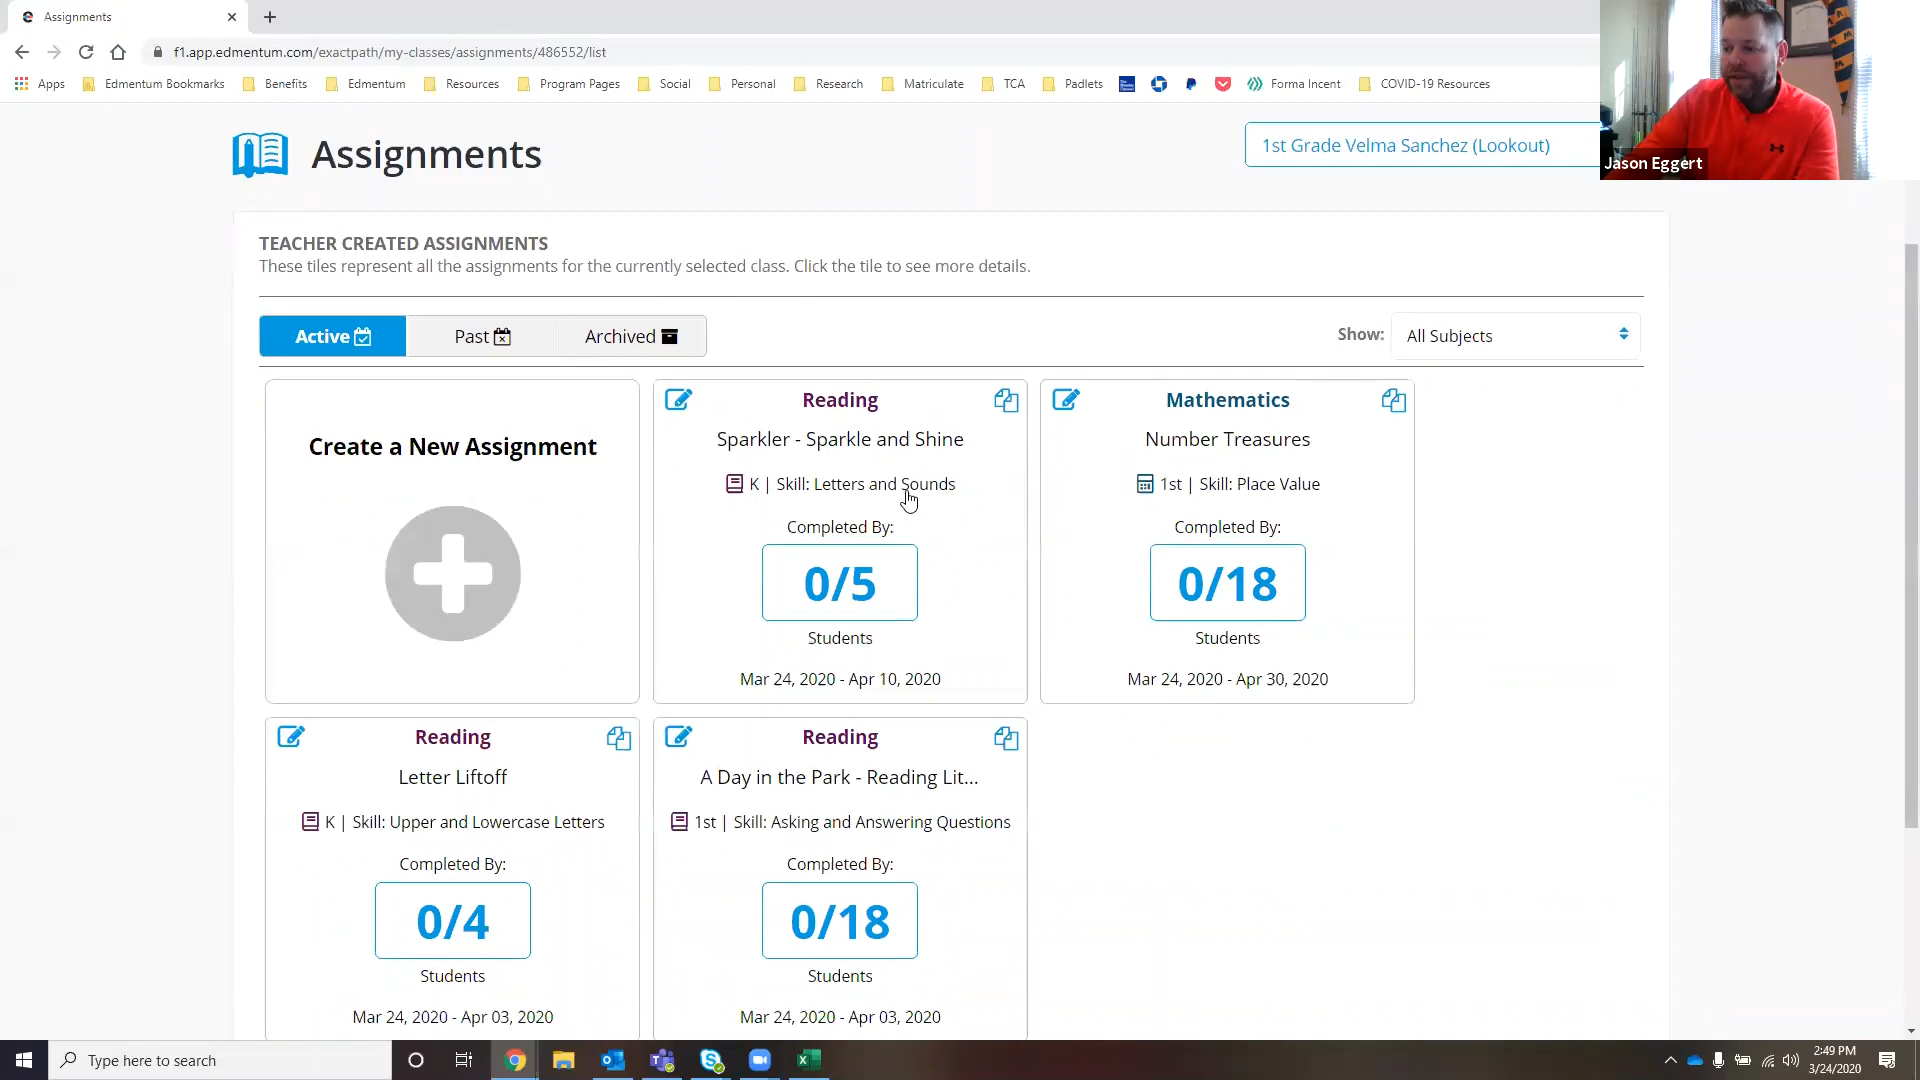 Assignments
f1.app.edmentum.com/exactpath/my-classes/assignments/486552/list
Apps Edmentum Bookmarks Benefits Edmentum Resources Program Pages Social Personal Research Matriculate TCA Padlets Forma Incent COVID-19 Resources
Assignments
1st Grade Velma Sanchez (Lookout)
Jason Eggert
TEACHER CREATED ASSIGNMENTS
These tiles represent all the assignments for the currently selected class. Click the tile to see more details.
Active Past Archived
Show: All Subjects
Create a New Assignment
Reading
Sparkler - Sparkle and Shine
K | Skill: Letters and Sounds
Completed By:
0/5
Students
Mar 24, 2020 - Apr 10, 2020
Mathematics
Number Treasures
1st | Skill: Place Value
Completed By:
0/18
Students
Mar 24, 2020 - Apr 30, 2020
Reading
Letter Liftoff
K | Skill: Upper and Lowercase Letters
Completed By:
0/4
Students
Mar 24, 2020 - Apr 03, 2020
Reading
A Day in the Park - Reading Lit...
1st | Skill: Asking and Answering Questions
Completed By:
0/18
Students
Mar 24, 2020 - Apr 03, 2020
Type here to search
2:49 PM
3/24/2020